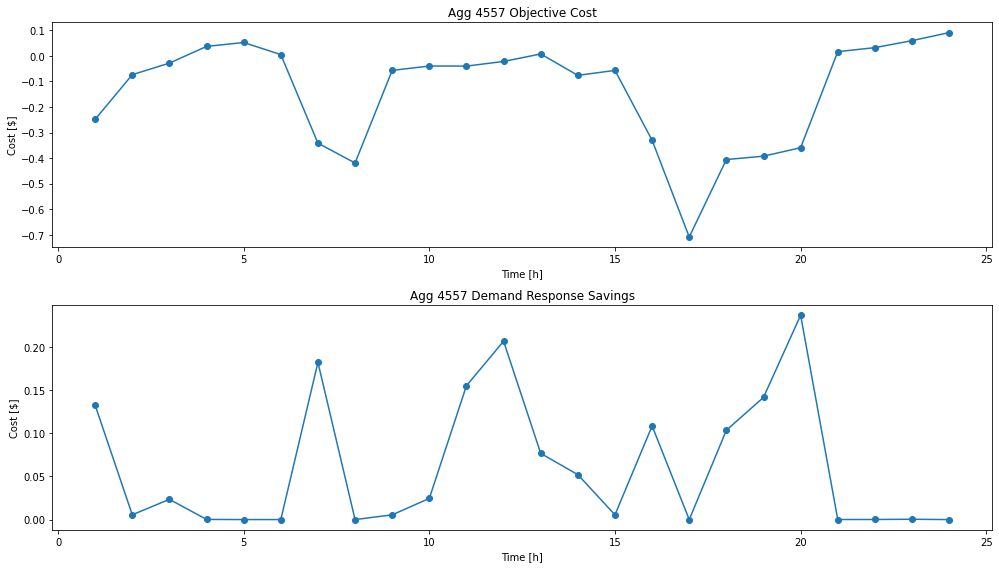 Agg 4557 Objective Cost
Cost [$]
0.1
0.0
−0.1
−0.2
−0.3
−0.4
−0.5
−0.6
−0.7
0 5 10 15 20 25
Time [h]
Agg 4557 Demand Response Savings
Cost [$]
0.20
0.15
0.10
0.05
0.00
0 5 10 15 20 25
Time [h]